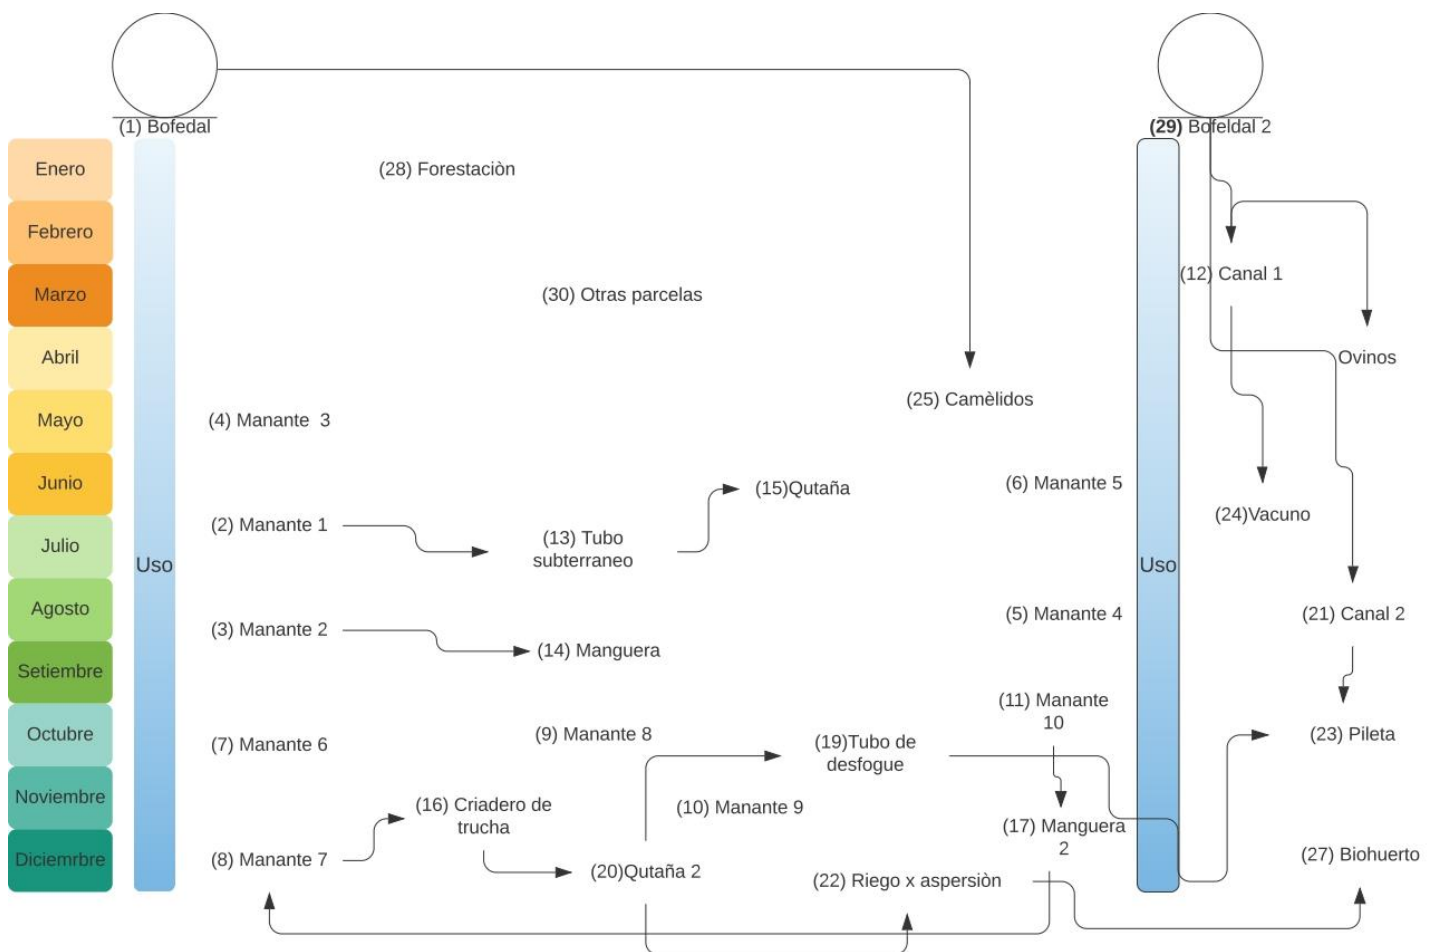 (1) Bofedal
(29) Bofeldal 2
Enero
(28) Forestaciòn
Febrero
(12) Canal 1
Marzo
(30) Otras parcelas
Abril
Ovinos
(25) Camèlidos
Mayo
(4) Manante 3
Junio
(15)Qutaña
(6) Manante 5
(24)Vacuno
(2) Manante 1
(13) Tubo
subterraneo
Julio
Uso
Uso
Agosto
(3) Manante 2
(5) Manante 4
(21) Canal 2
(14) Manguera
Setiembre
(11) Manante
10
Octubre
(7) Manante 6
(9) Manante 8
(19)Tubo de
desfogue
(23) Pileta
Noviembre
(16) Criadero de
trucha
(10) Manante 9
(17) Manguera
2
Diciemrbre
(8) Manante 7
(20)Qutaña 2
(22) Riego x aspersiòn
(27) Biohuerto